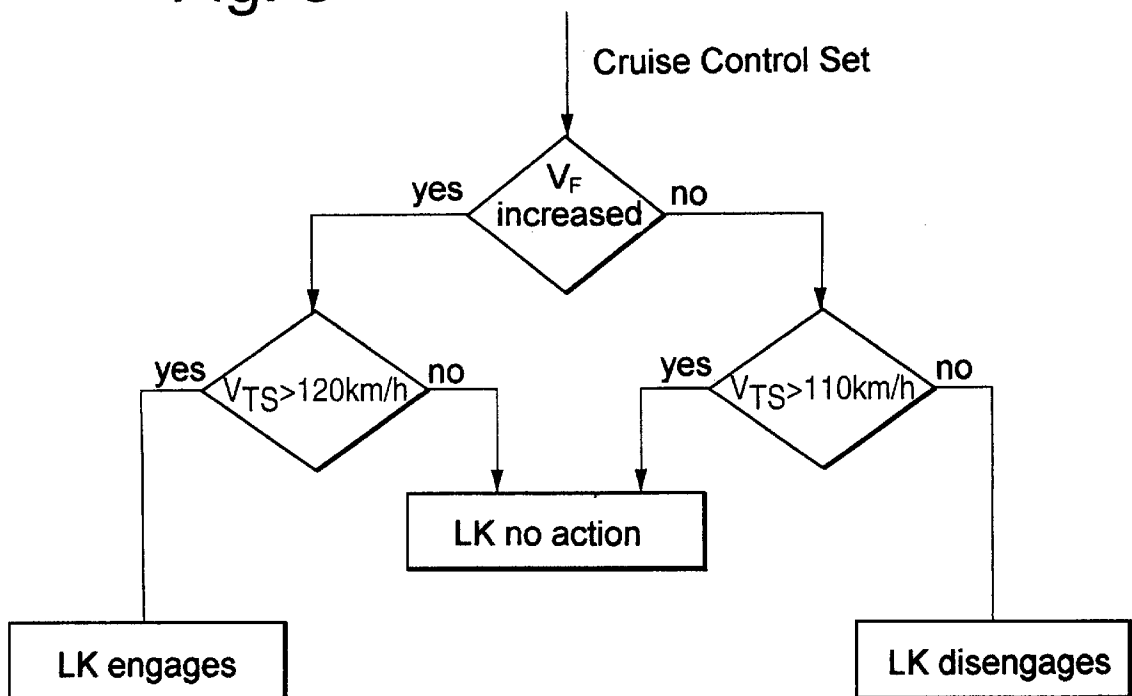 Cruise Control Set
yes
V_F
increased
no
yes
V_TS>120km/h
no
yes
V_TS>110km/h
no
LK no action
LK engages
LK disengages